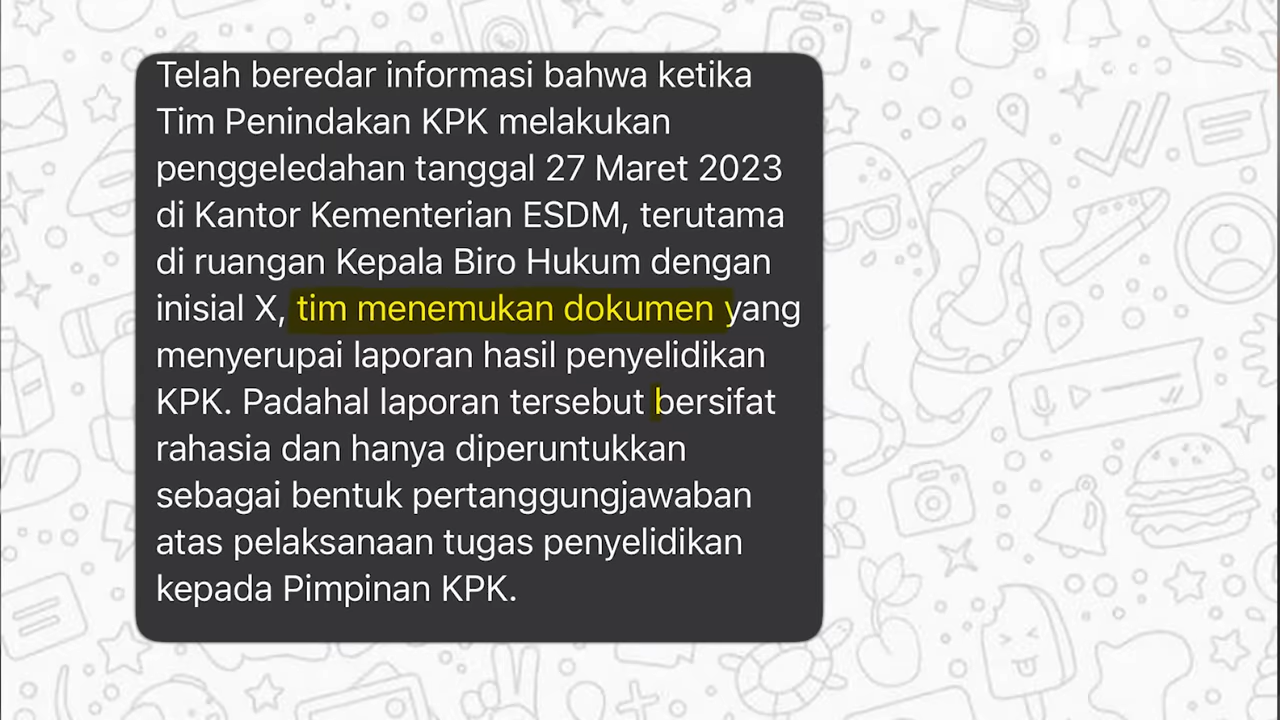 Telah beredar informasi bahwa ketika
Tim Penindakan KPK melakukan
penggeledahan tanggal 27 Maret 2023
di Kantor Kementerian ESDM, terutama
di ruangan Kepala Biro Hukum dengan
inisial X, tim menemukan dokumen yang
menyerupai laporan hasil penyelidikan
KPK. Padahal laporan tersebut bersifat
rahasia dan hanya diperuntukkan
sebagai bentuk pertanggungjawaban
atas pelaksanaan tugas penyelidikan
kepada Pimpinan KPK.